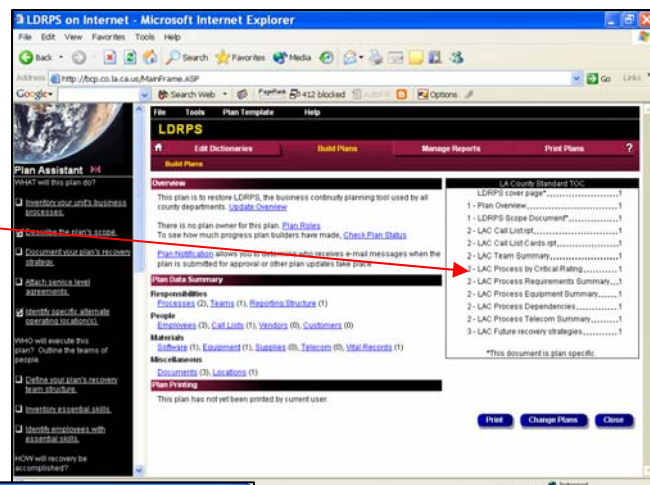 LDRPS on Internet - Microsoft Internet Explorer
File Edit View Favorites Tools Help
Back Search Favorites Media
Address http://bcp.co.la.ca.us/MainFrame.ASP Go Links
Google Search Web PageRank 412 blocked AutoFill Options
File Tools Plan Template Help
LDRPS
Edit Dictionaries Build Plans Manage Reports Print Plans ?
Build Plans
Plan Assistant
WHAT will this plan do?
Inventory your unit's business processes.
Describe the plan's scope.
Document your plan's recovery strategy.
Attach service level agreements.
Identify specific alternate operating location(s).
WHO will execute this plan? Outline the teams of people.
Define your plan's recovery team structure.
Inventory essential skills.
Identify employees with essential skills.
HOW will recovery be accomplished?
Overview
This plan is to restore LDRPS, the business continuity planning tool used by all county departments. Update Overview
There is no plan owner for this plan. Plan Roles
To see how much progress plan builders have made, Check Plan Status
Plan Notification allows you to determine who receives e-mail messages when the plan is submitted for approval or other plan updates take place.
Plan Data Summary
Responsibilities
Processes (2), Teams (1), Reporting Structure (1)
People
Employees (3), Call Lists (1), Vendors (0), Customers (0)
Materials
Software (1), Equipment (1), Supplies (0), Telecom (0), Vital Records (1)
Miscellaneous
Documents (3), Locations (1)
Plan Printing
This plan has not yet been printed by current user.
LA County Standard TOC
LDRPS cover page*..................1
1 - Plan Overview..................1
1 - LDRPS Scope Document*..........1
2 - LAC Call List.rpt..............1
2 - LAC Call List Cards.rpt........1
2 - LAC Team Summary...............1
2 - LAC Process by Critical Rating.........1
2 - LAC Process Requirements Summary...1
2 - LAC Process Equipment Summary......1
2 - LAC Process Dependencies...........1
2 - LAC Process Telecom Summary........1
3 - LAC Future recovery strategies.....1
*This document is plan specific.
Print Change Plans Close
Internet